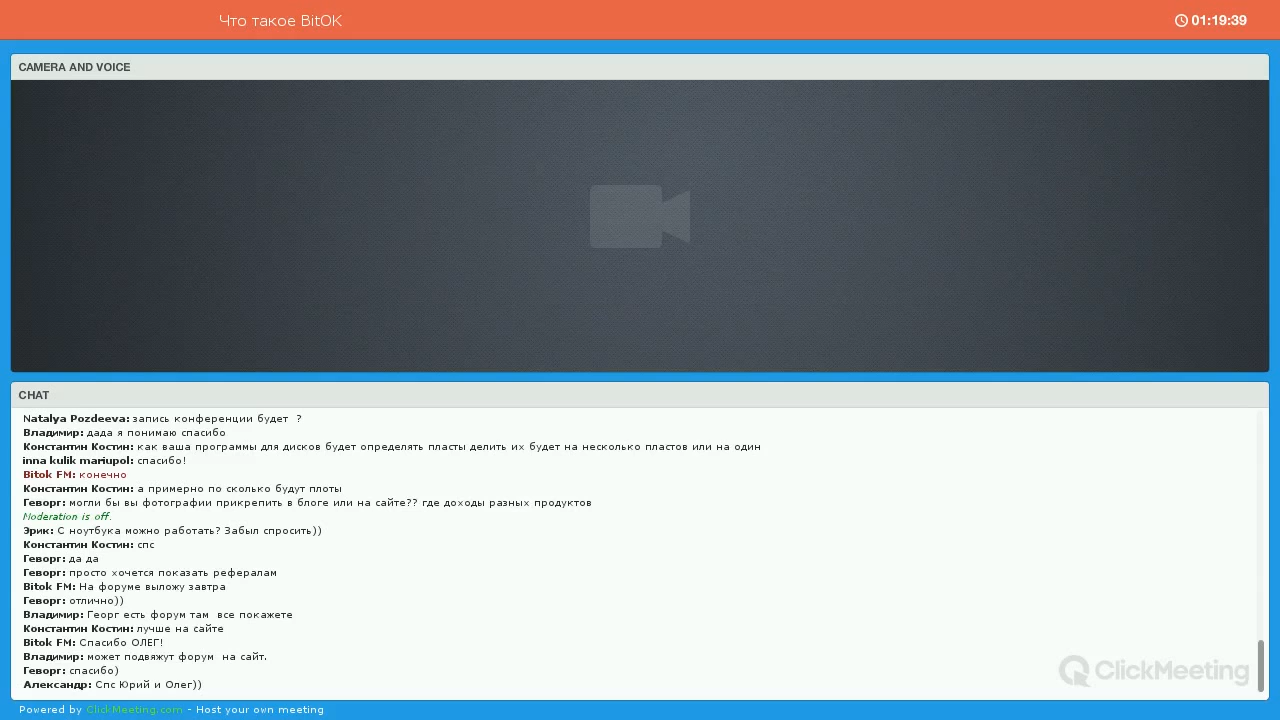 Что такое BitOK
01:19:39
CAMERA AND VOICE
CHAT
Natalya Pozdeeva: запись конференции будет ?
Владимир: дада я понимаю спасибо
Константин Костин: как ваша программы для дисков будет определять пласты делить их будет на несколько пластов или на один
inna kulik mariupol: спасибо!
Bitok FM: конечно
Константин Костин: а примерно по сколько будут плоты
Геворг: могли бы вы фотографии прикрепить в блоге или на сайте?? где доходы разных продуктов
Moderation is off.
Эрик: С ноутбука можно работать? Забыл спросить))
Константин Костин: спс
Геворг: да да
Геворг: просто хочется показать рефералам
Bitok FM: На форуме выложу завтра
Геворг: отлично))
Владимир: Георг есть форум там все покажете
Константин Костин: лучше на сайте
Bitok FM: Спасибо ОЛЕГ!
Владимир: может подвяжут форум на сайт.
Геворг: спасибо)
Александр: Спс Юрий и Олег))
ClickMeeting
Powered by ClickMeeting.com - Host your own meeting